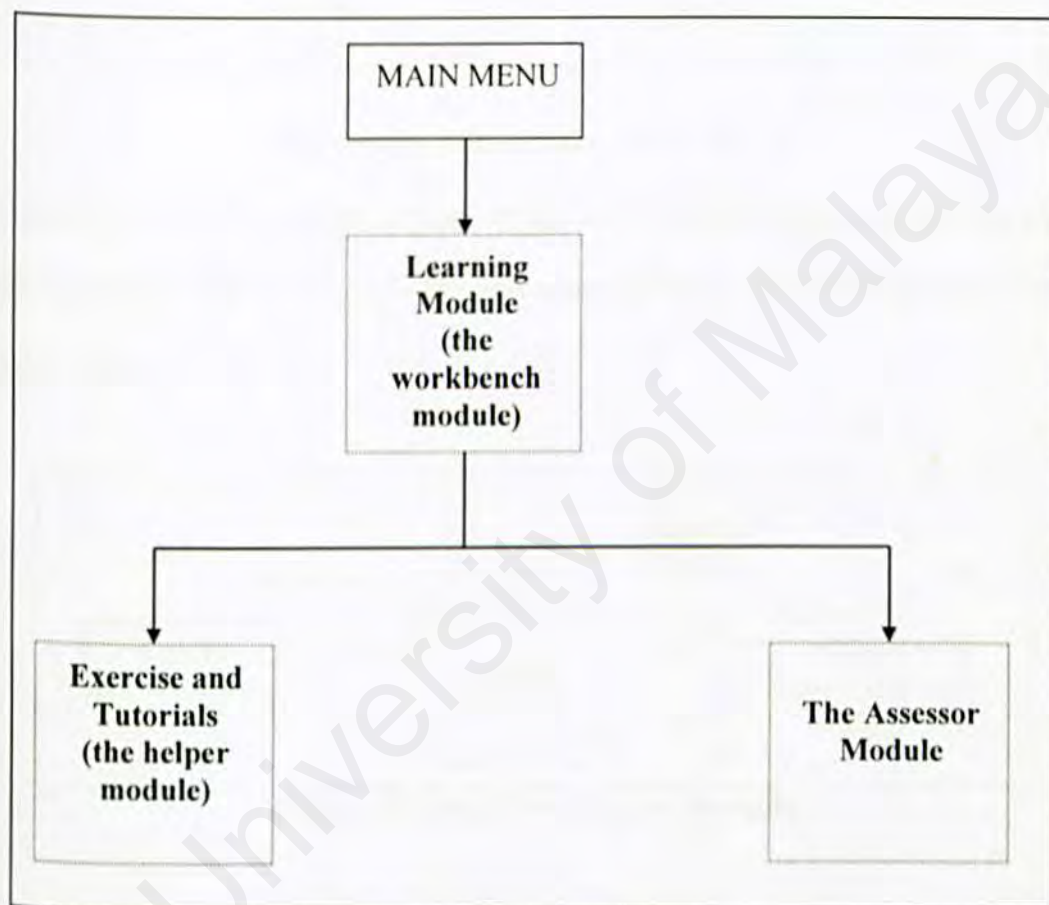 MAIN MENU
Learning
Module
(the
workbench
module)
Exercise and
Tutorials
(the helper
module)
The Assessor
Module
University of Malaya